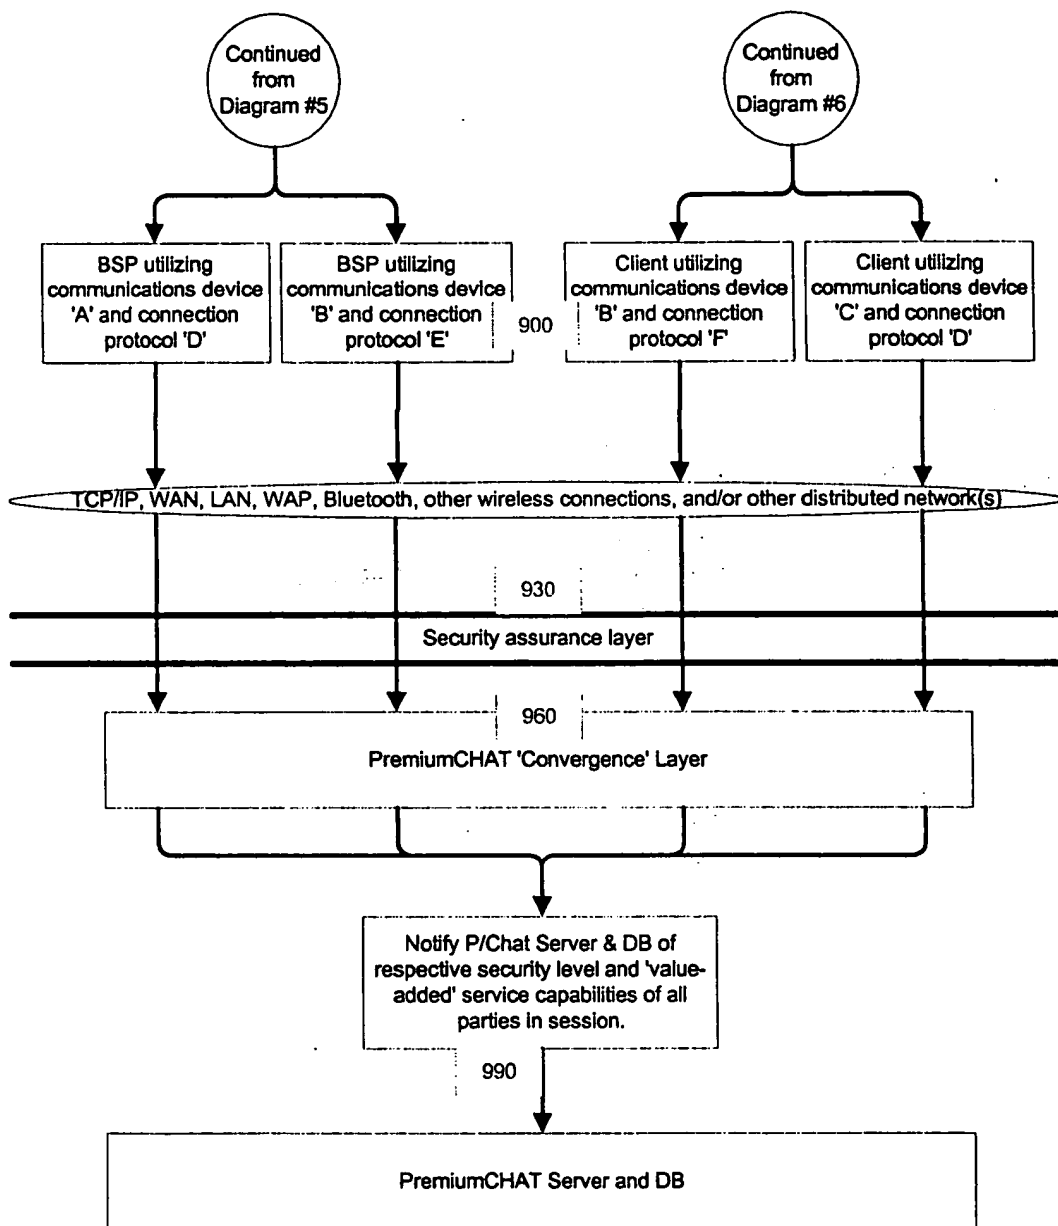 Continued
from
Diagram #5
Continued
from
Diagram #6
BSP utilizing
communications device
'A' and connection
protocol 'D'
BSP utilizing
communications device
'B' and connection
protocol 'E'
900
Client utilizing
communications device
'B' and connection
protocol 'F'
Client utilizing
communications device
'C' and connection
protocol 'D'
TCP/IP, WAN, LAN, WAP, Bluetooth, other wireless connections, and/or other distributed network(s)
930
Security assurance layer
960
PremiumCHAT 'Convergence' Layer
Notify P/Chat Server & DB of
respective security level and 'value-
added' service capabilities of all
parties in session.
990
PremiumCHAT Server and DB